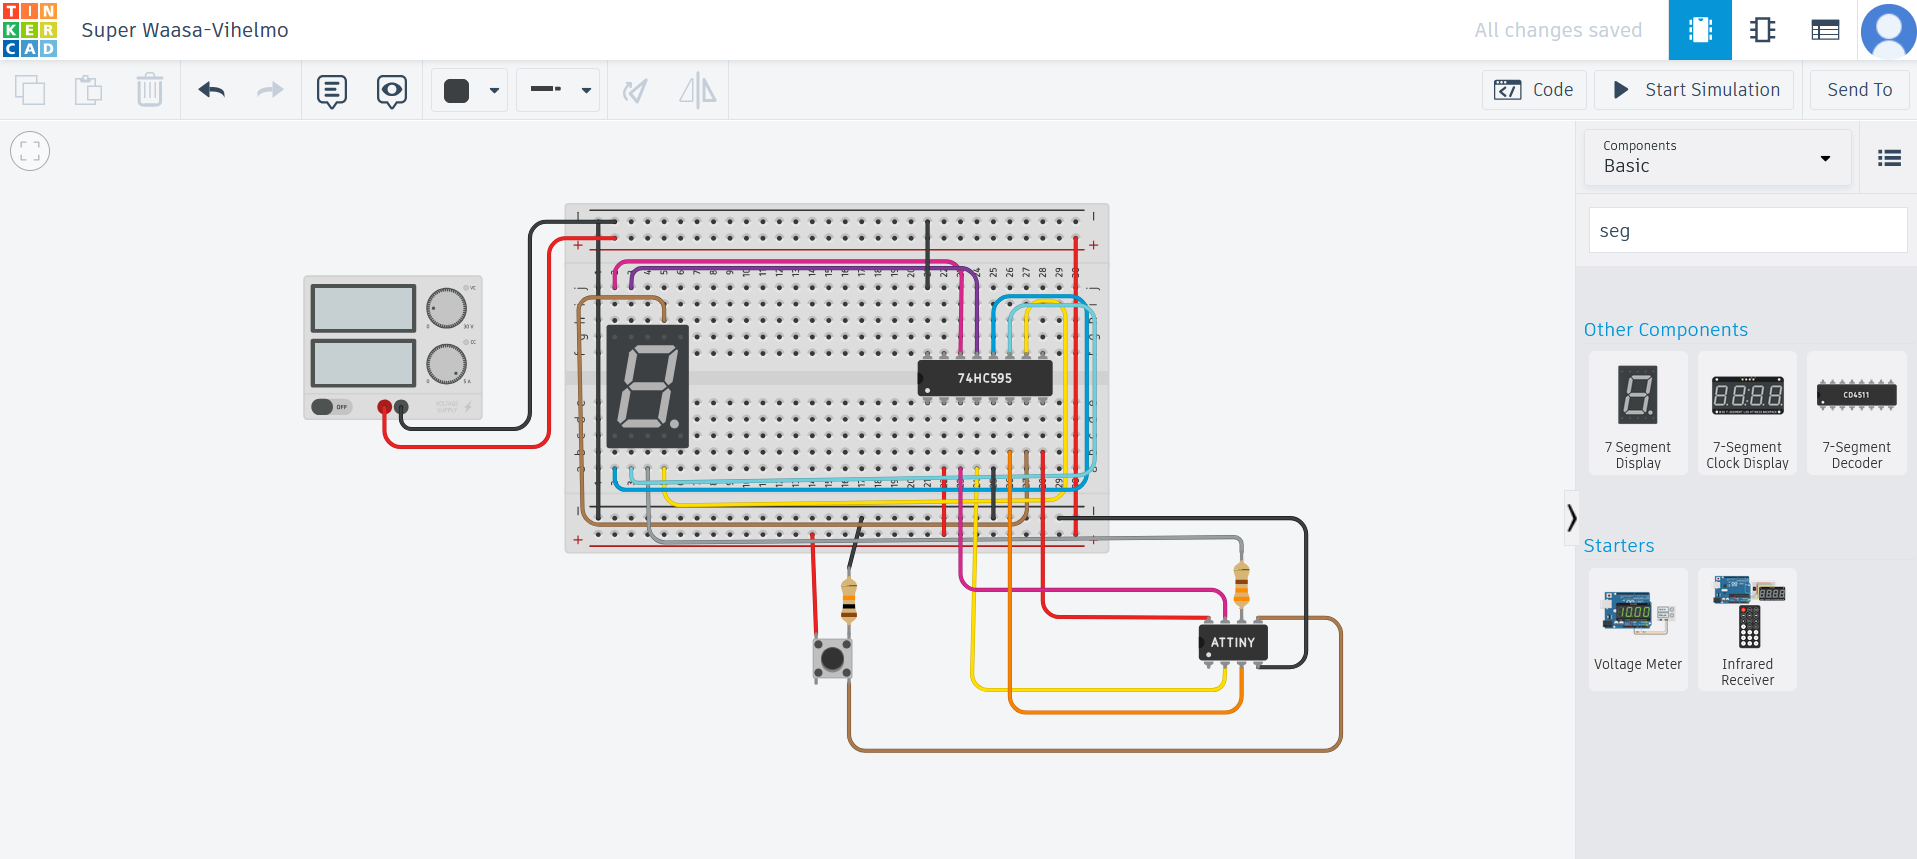 TIN
KER
CAD
Super Waasa-Vihelmo
All changes saved
Code
Start Simulation
Send To
Components
Basic
seg
Other Components
7 Segment
Display
7-Segment
Clock Display
CD4511
7-Segment
Decoder
Starters
Voltage Meter
Infrared
Receiver
OFF
VOLTAGE
SUPPLY
74HC595
ATTINY